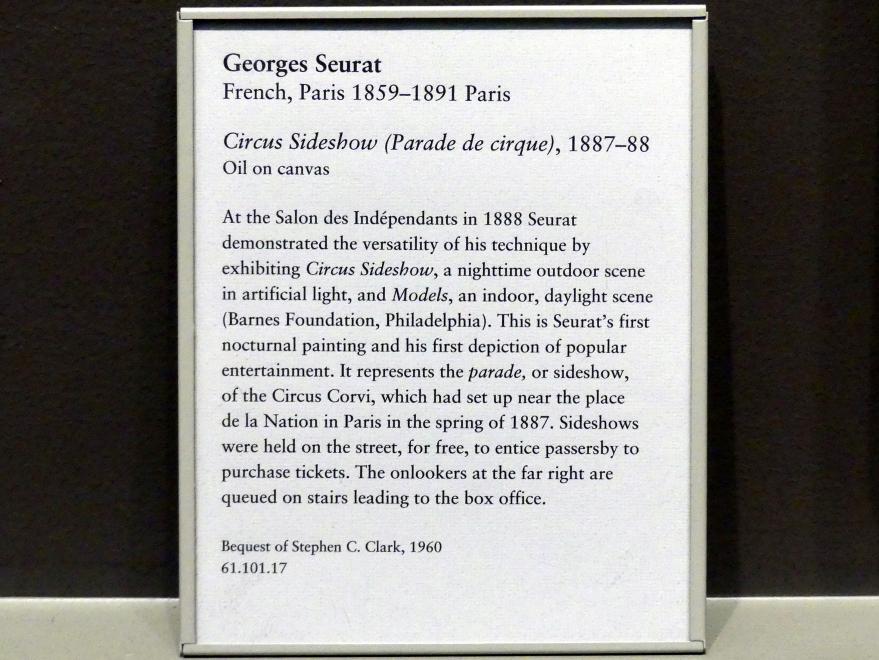 Georges Seurat
French, Paris 1859–1891 Paris
Circus Sideshow (Parade de cirque), 1887–88
Oil on canvas
At the Salon des Indépendants in 1888 Seurat
demonstrated the versatility of his technique by
exhibiting Circus Sideshow, a nighttime outdoor scene
in artificial light, and Models, an indoor, daylight scene
(Barnes Foundation, Philadelphia). This is Seurat’s first
nocturnal painting and his first depiction of popular
entertainment. It represents the parade, or sideshow,
of the Circus Corvi, which had set up near the place
de la Nation in Paris in the spring of 1887. Sideshows
were held on the street, for free, to entice passersby to
purchase tickets. The onlookers at the far right are
queued on stairs leading to the box office.
Bequest of Stephen C. Clark, 1960
61.101.17